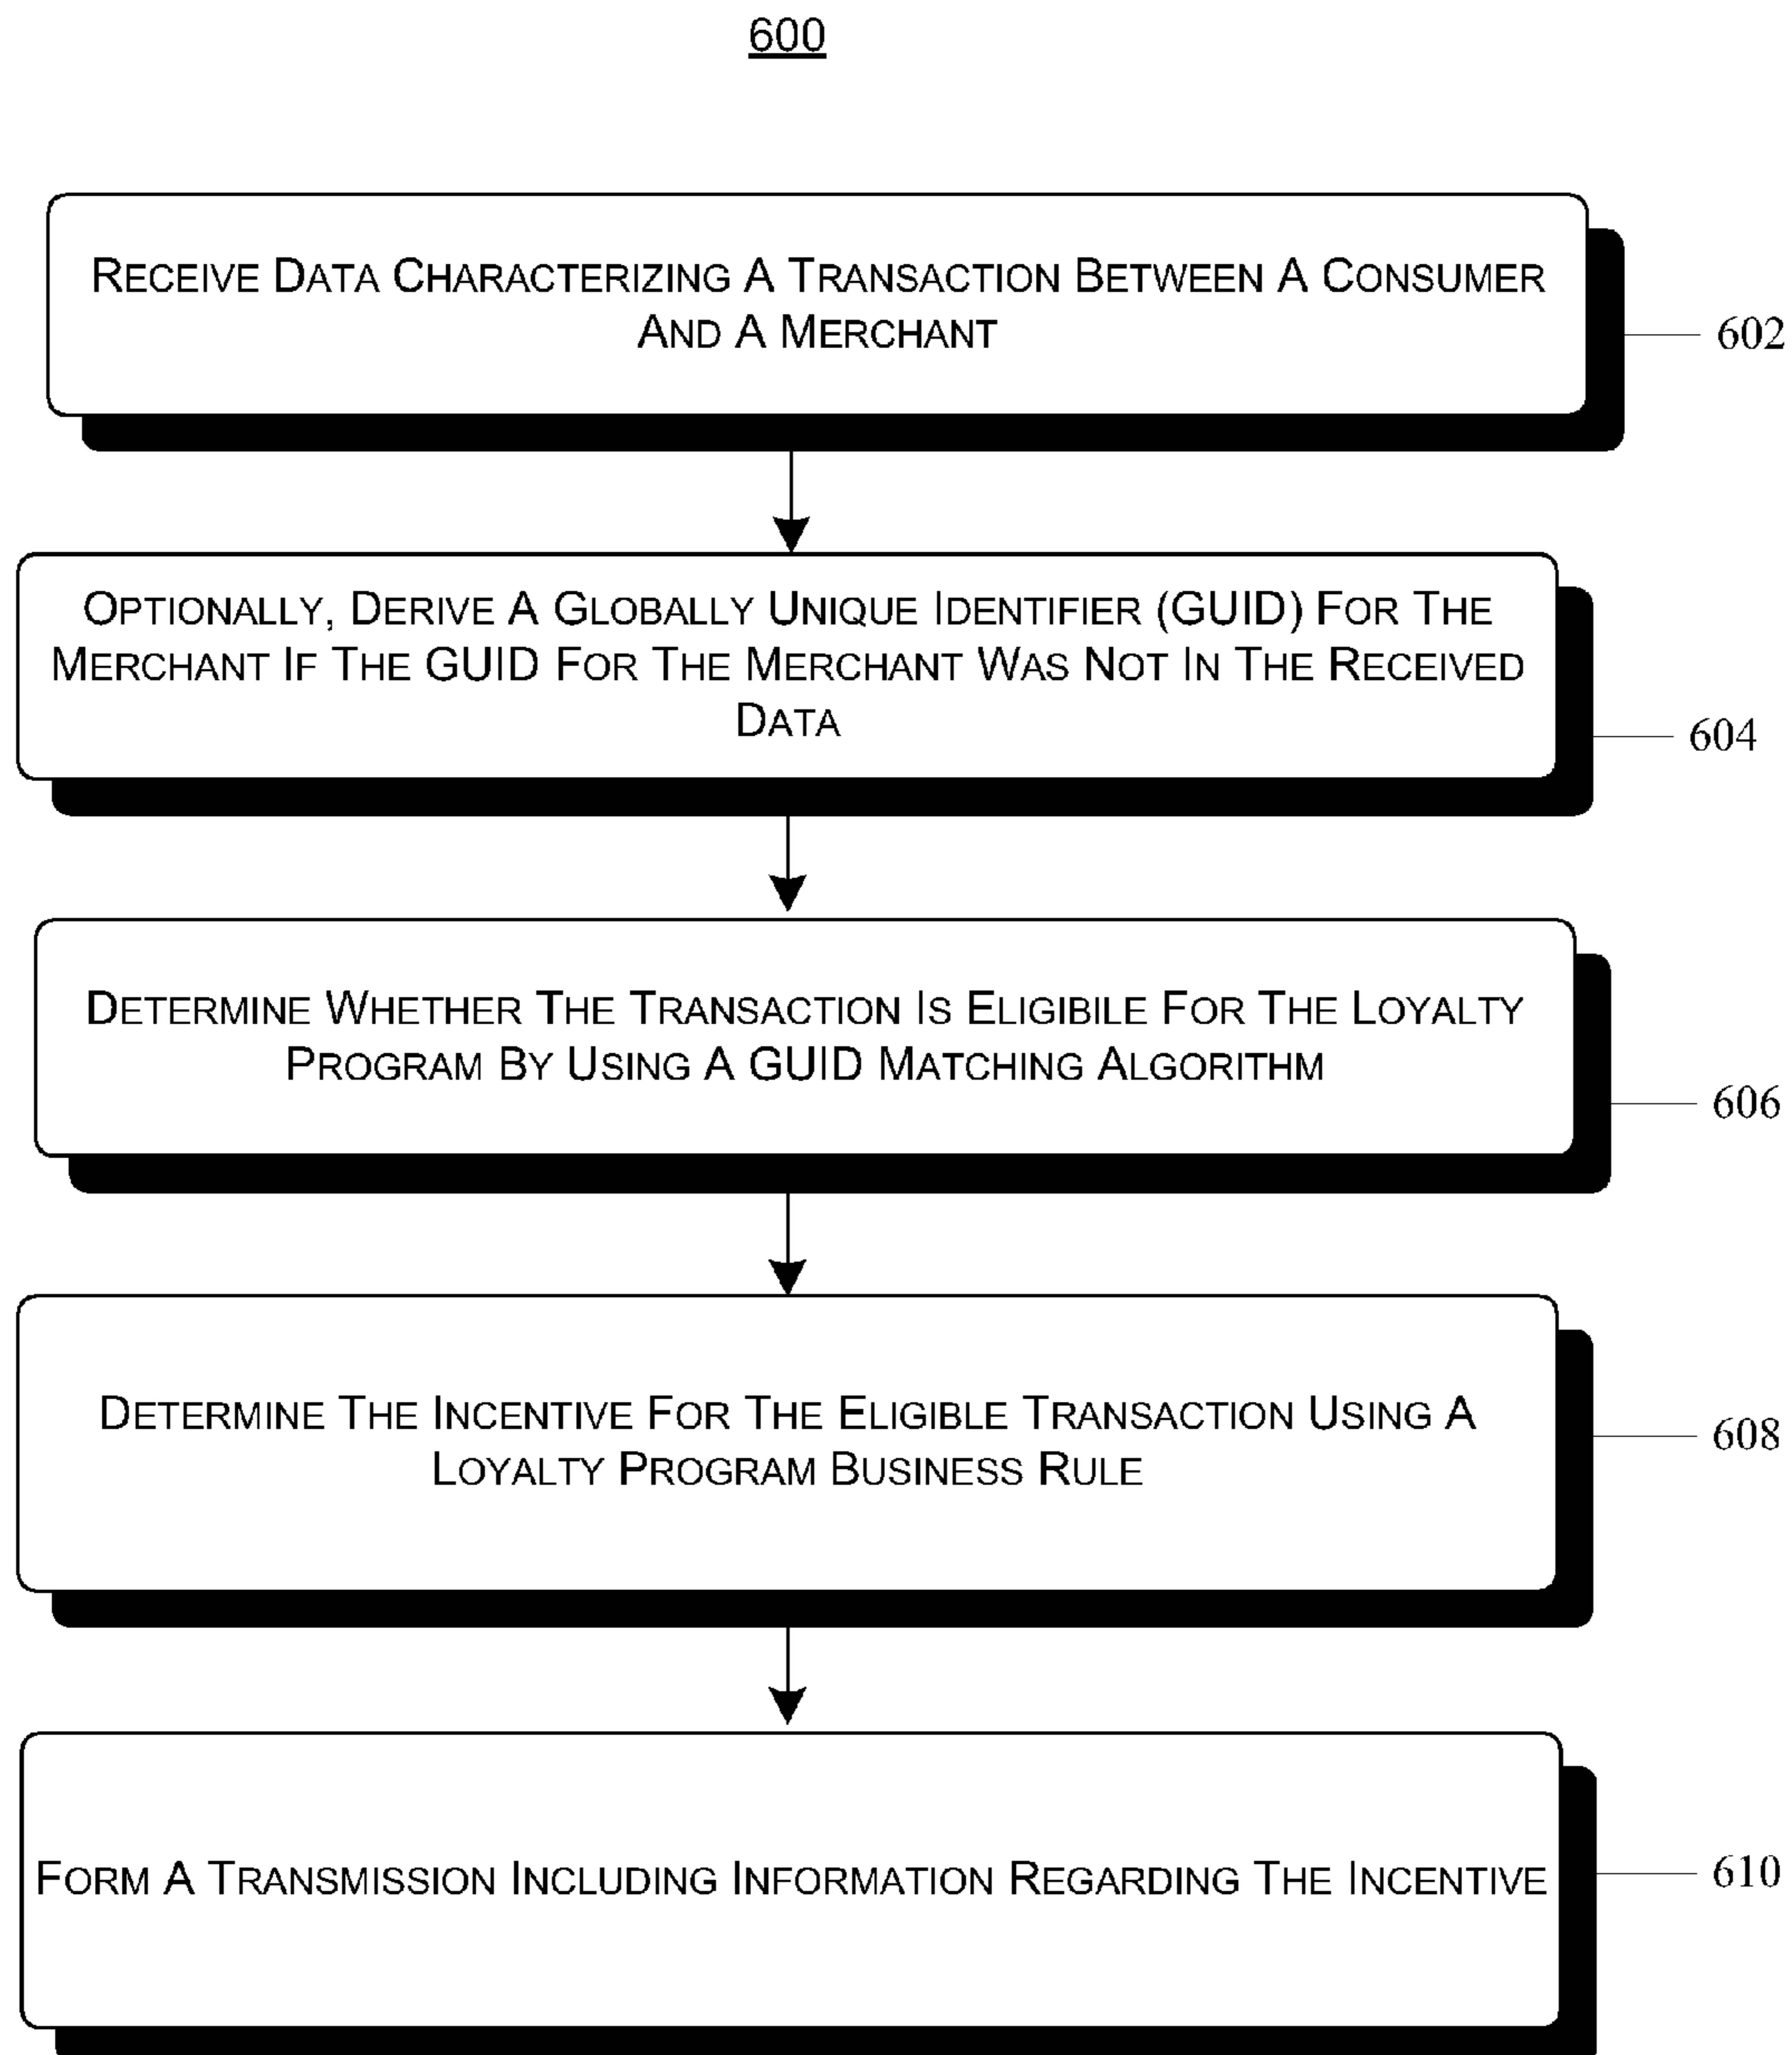 600
RECEIVE DATA CHARACTERIZING A TRANSACTION BETWEEN A CONSUMER
AND A MERCHANT
602
OPTIONALLY, DERIVE A GLOBALLY UNIQUE IDENTIFIER (GUID) FOR THE
MERCHANT IF THE GUID FOR THE MERCHANT WAS NOT IN THE RECEIVED
DATA
604
DETERMINE WHETHER THE TRANSACTION IS ELIGIBILE FOR THE LOYALTY
PROGRAM BY USING A GUID MATCHING ALGORITHM
606
DETERMINE THE INCENTIVE FOR THE ELIGIBLE TRANSACTION USING A
LOYALTY PROGRAM BUSINESS RULE
608
FORM A TRANSMISSION INCLUDING INFORMATION REGARDING THE INCENTIVE
610